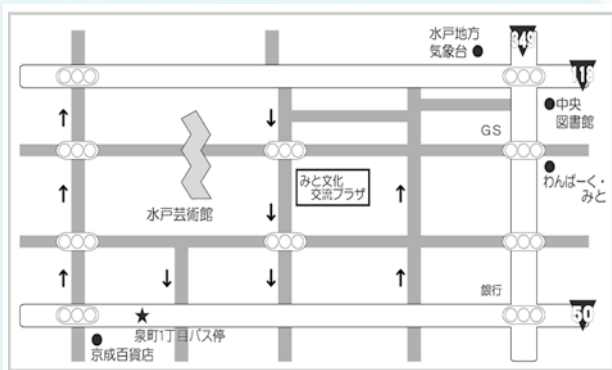 水戸地方
気象台
349
118
中央
図書館
GS
わんぱーく・
みと
みと文化
交流プラザ
水戸芸術館
銀行
50
泉町1丁目バス停
京成百貨店